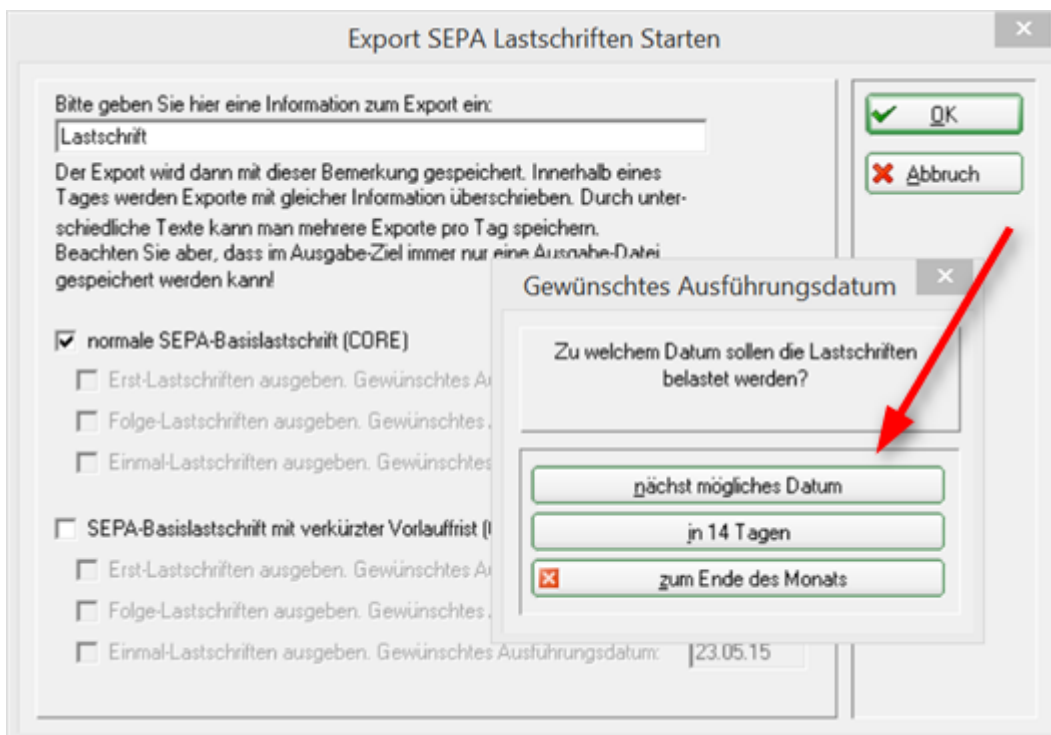 Export SEPA Lastschriften Starten
Bitte geben Sie hier eine Information zum Export ein:
Lastschrift
Der Export wird dann mit dieser Bemerkung gespeichert. Innerhalb eines
Tages werden Exporte mit gleicher Information überschrieben. Durch unter-
schiedliche Texte kann man mehrere Exporte pro Tag speichern.
Beachten Sie aber, dass im Ausgabe-Ziel immer nur eine Ausgabe-Datei
gespeichert werden kann!
OK
Abbruch
normale SEPA-Basislastschrift (CORE)
Erst-Lastschriften ausgeben. Gewünschtes
Folge-Lastschriften ausgeben. Gewünschtes
Einmal-Lastschriften ausgeben. Gewünschtes
SEPA-Basislastschrift mit verkürzter Vorlauffrist
Erst-Lastschriften ausgeben. Gewünschtes
Folge-Lastschriften ausgeben. Gewünschtes
Einmal-Lastschriften ausgeben. Gewünschtes Ausführungsdatum: 23.05.15
Gewünschtes Ausführungsdatum
Zu welchem Datum sollen die Lastschriften
belastet werden?
nächst mögliches Datum
in 14 Tagen
zum Ende des Monats